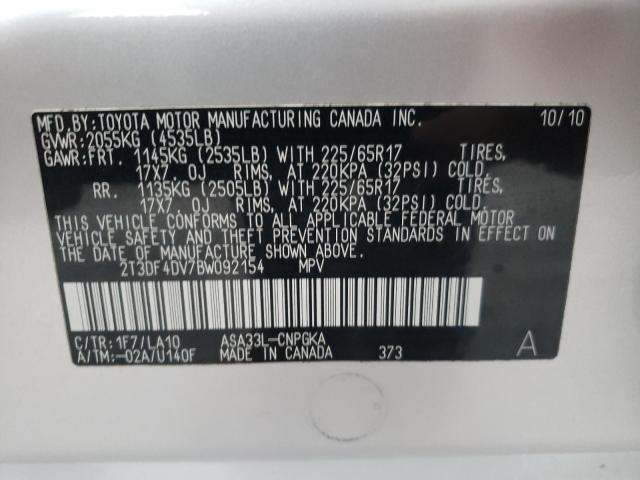 MFD.BY:TOYOTA MOTOR MANUFACTURING CANADA INC. 10/10
GVWR:2055KG (4535LB)
GAWR:FRT. 1145KG (2535LB) WITH 225/65R17 TIRES,
17X7.0J RIMS, AT 220KPA (32PSI) COLD.
RR. 1135KG (2505LB) WITH 225/65R17 TIRES,
17X7.0J RIMS, AT 220KPA (32PSI) COLD.
THIS VEHICLE CONFORMS TO ALL APPLICABLE FEDERAL MOTOR
VEHICLE SAFETY AND THEFT PREVENTION STANDARDS IN EFFECT ON
THE DATE OF MANUFACTURE SHOWN ABOVE.
2T3DF4DV7BW092154 MPV
C/TR:1F7/LA10 ASA33L-CNPGKA
A/TM:-02A/U140F MADE IN CANADA 373 A